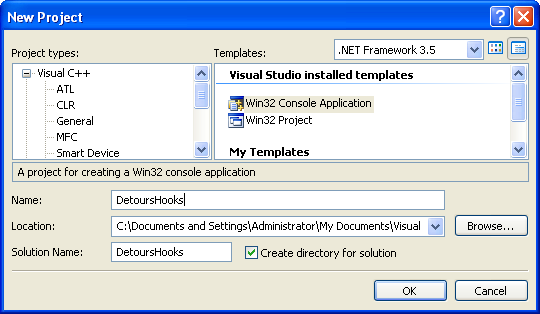 New Project
Project types:
Templates:
.NET Framework 3.5
Visual C++
ATL
CLR
General
MFC
Smart Device
Visual Studio installed templates
Win32 Console Application
Win32 Project
My Templates
A project for creating a Win32 console application
Name:
DetoursHooks
Location:
C:\Documents and Settings\Administrator\My Documents\Visual
Browse...
Solution Name:
DetoursHooks
Create directory for solution
OK
Cancel